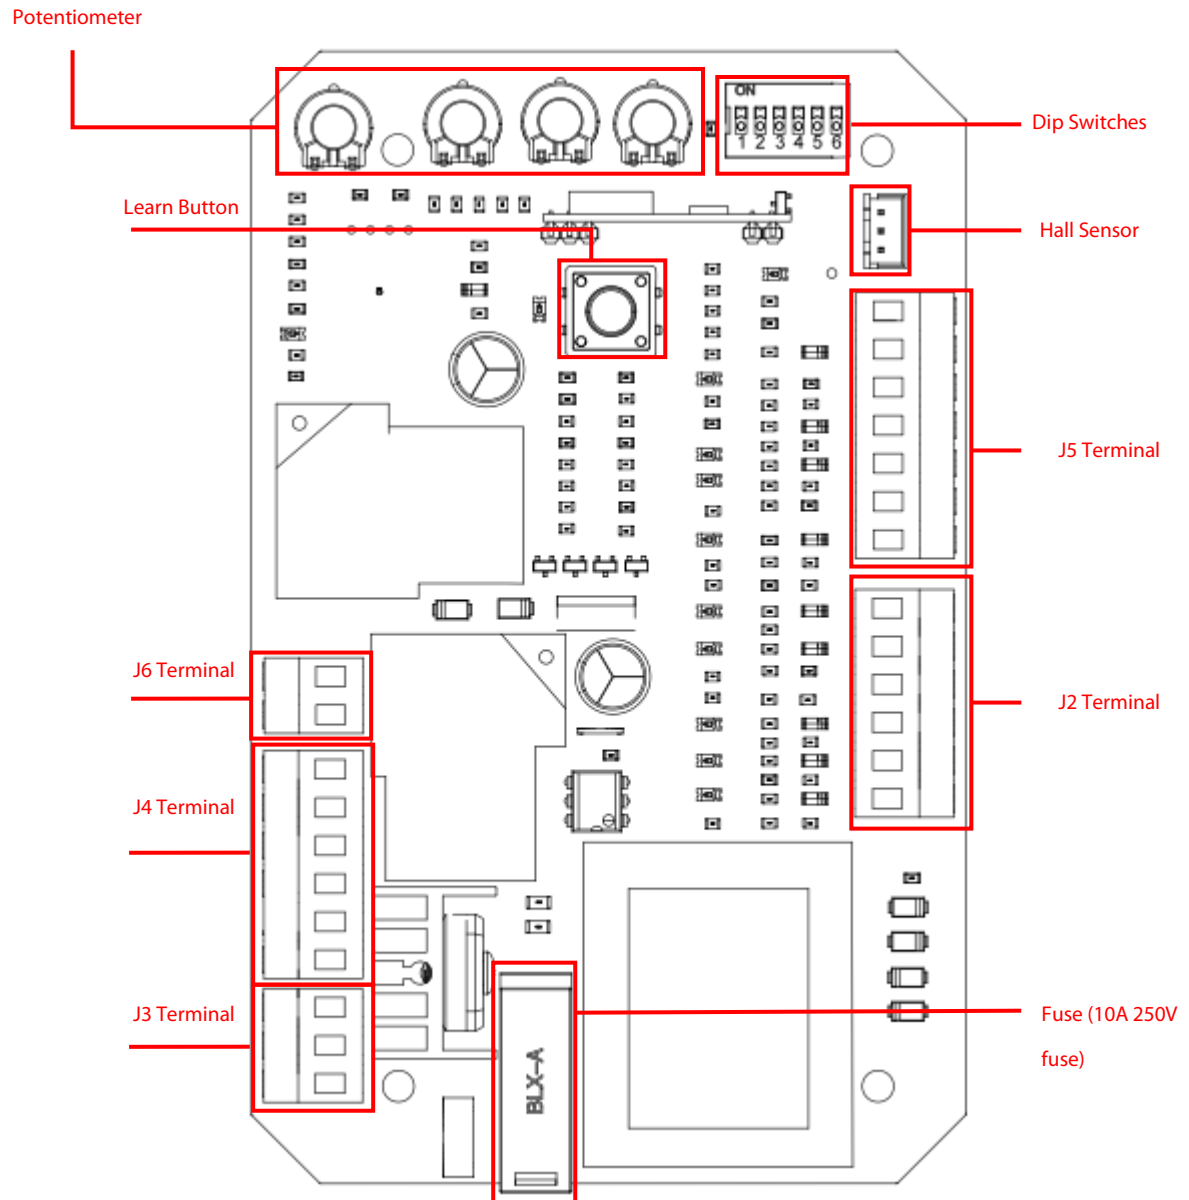 Potentiometer
ON
1 2 3 4 5 6
Dip Switches
Learn Button
Hall Sensor
J5 Terminal
J6 Terminal
J2 Terminal
J4 Terminal
J3 Terminal
Fuse (10A 250V
fuse)
BLX-A